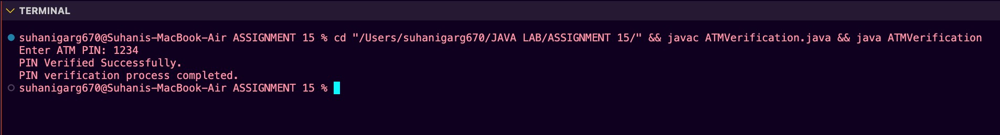 TERMINAL
suhanigarg670@Suhanis-MacBook-Air ASSIGNMENT 15 % cd "/Users/suhanigarg670/JAVA LAB/ASSIGNMENT 15/" && javac ATMVerification.java && java ATMVerification
Enter ATM PIN: 1234
PIN Verified Successfully.
PIN verification process completed.
suhanigarg670@Suhanis-MacBook-Air ASSIGNMENT 15 %